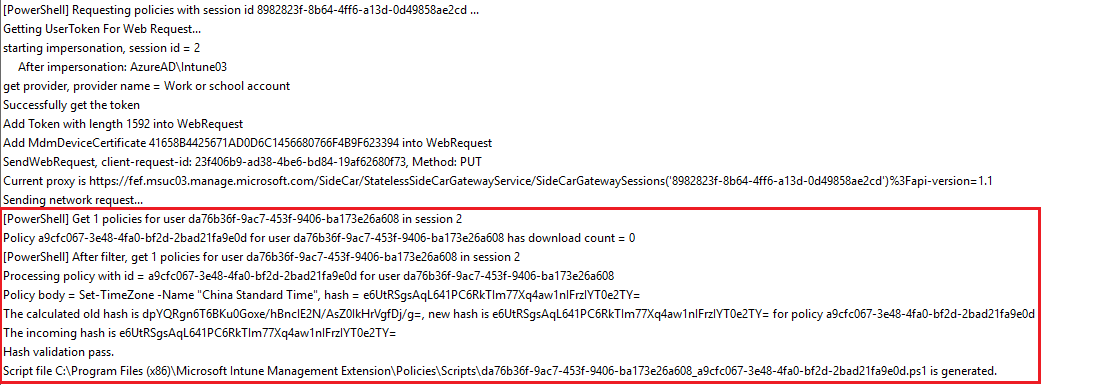 [PowerShell] Requesting policies with session id 8982823f-8b64-4ff6-a13d-0d49858ae2cd ...
Getting UserToken For Web Request...
starting impersonation, session id = 2
After impersonation: AzureAD\Intune03
get provider, provider name = Work or school account
Successfully get the token
Add Token with length 1592 into WebRequest
Add MdmDeviceCertificate 41658B4425671AD0D6C1456680766F4B9F623394 into WebRequest
SendWebRequest, client-request-id: 23f406b9-ad38-4be6-bd84-19af62680f73, Method: PUT
Current proxy is https://fef.msuc03.manage.microsoft.com/SideCar/StatelessSideCarGatewayService/SideCarGatewaySessions('8982823f-8b64-4ff6-a13d-0d49858ae2cd')%3Fapi-version=1.1
Sending network request...
[PowerShell] Get 1 policies for user da76b36f-9ac7-453f-9406-ba173e26a608 in session 2
Policy a9cfc067-3e48-4fa0-bf2d-2bad21fa9e0d for user da76b36f-9ac7-453f-9406-ba173e26a608 has download count = 0
[PowerShell] After filter, get 1 policies for user da76b36f-9ac7-453f-9406-ba173e26a608 in session 2
Processing policy with id = a9cfc067-3e48-4fa0-bf2d-2bad21fa9e0d for user da76b36f-9ac7-453f-9406-ba173e26a608
Policy body = Set-TimeZone -Name "China Standard Time", hash = e6UtRSgsAqL641PC6RkTIm77Xq4aw1nIFrzIYT0e2TY=
The calculated old hash is dpYQRgn6T6BKu0Goxe/hBncIE2N/AsZ0IkHrVgfDj/g=, new hash is e6UtRSgsAqL641PC6RkTIm77Xq4aw1nIFrzIYT0e2TY= for policy a9cfc067-3e48-4fa0-bf2d-2bad21fa9e0d
The incoming hash is e6UtRSgsAqL641PC6RkTIm77Xq4aw1nIFrzIYT0e2TY=
Hash validation pass.
Script file C:\Program Files (x86)\Microsoft Intune Management Extension\Policies\Scripts\da76b36f-9ac7-453f-9406-ba173e26a608_a9cfc067-3e48-4fa0-bf2d-2bad21fa9e0d.ps1 is generated.